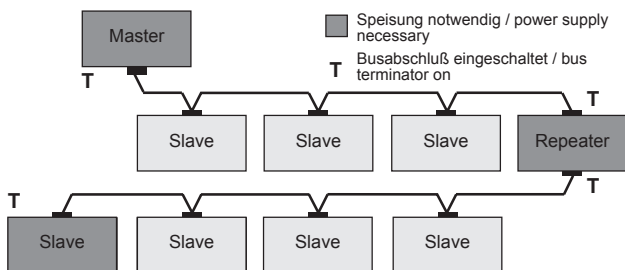 Master
Speisung notwendig / power supply
necessary
T
T Busabschluß eingeschaltet / bus
terminator on
T
Slave
Slave
Slave
Repeater
T
T
Slave
Slave
Slave
Slave